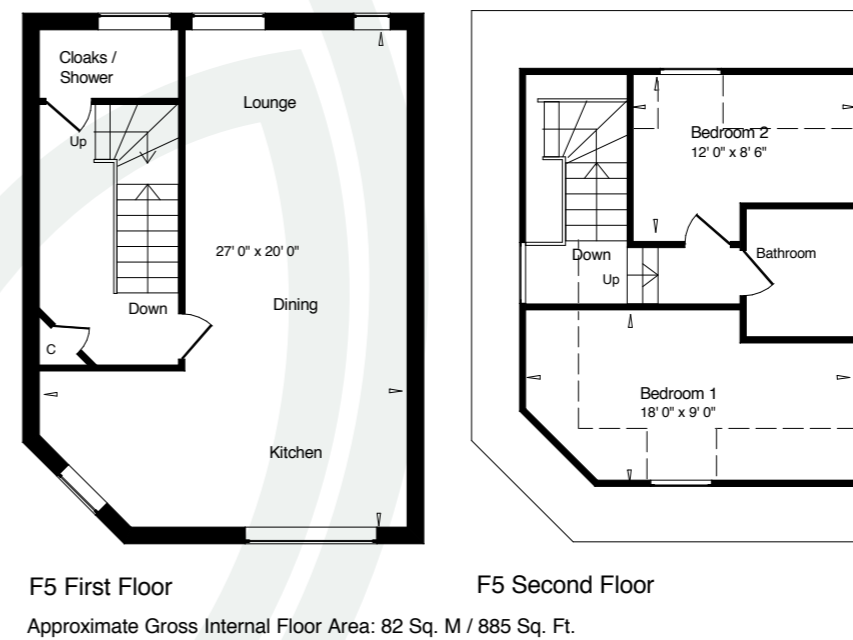 Cloaks /
Shower
Lounge
Up
27' 0" x 20' 0"
Down
Dining
C
Kitchen
Bedroom 2
12' 0" x 8' 6"
Down
Up
Bathroom
Bedroom 1
18' 0" x 9' 0"
F5 First Floor
F5 Second Floor
Approximate Gross Internal Floor Area: 82 Sq. M / 885 Sq. Ft.